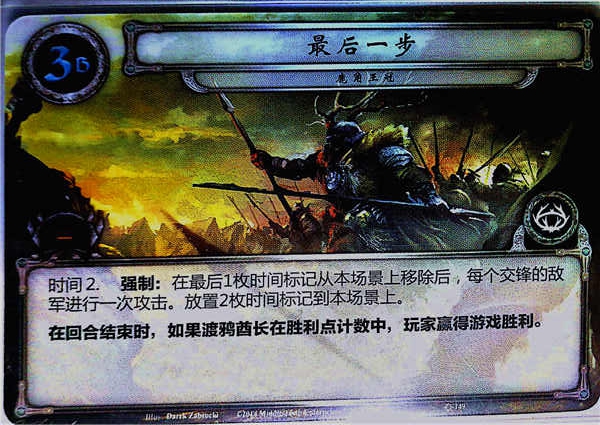 3B
最后一步
鹿角王冠
时间 2. 强制：在最后1枚时间标记从本场景上移除后，每个交锋的敌
军进行一次攻击。放置2枚时间标记到本场景上。
在回合结束时，如果渡鸦酋长在胜利点计数中，玩家赢得游戏胜利。
Illus. Darek Zabrocki ©2014 Middle-earth
149